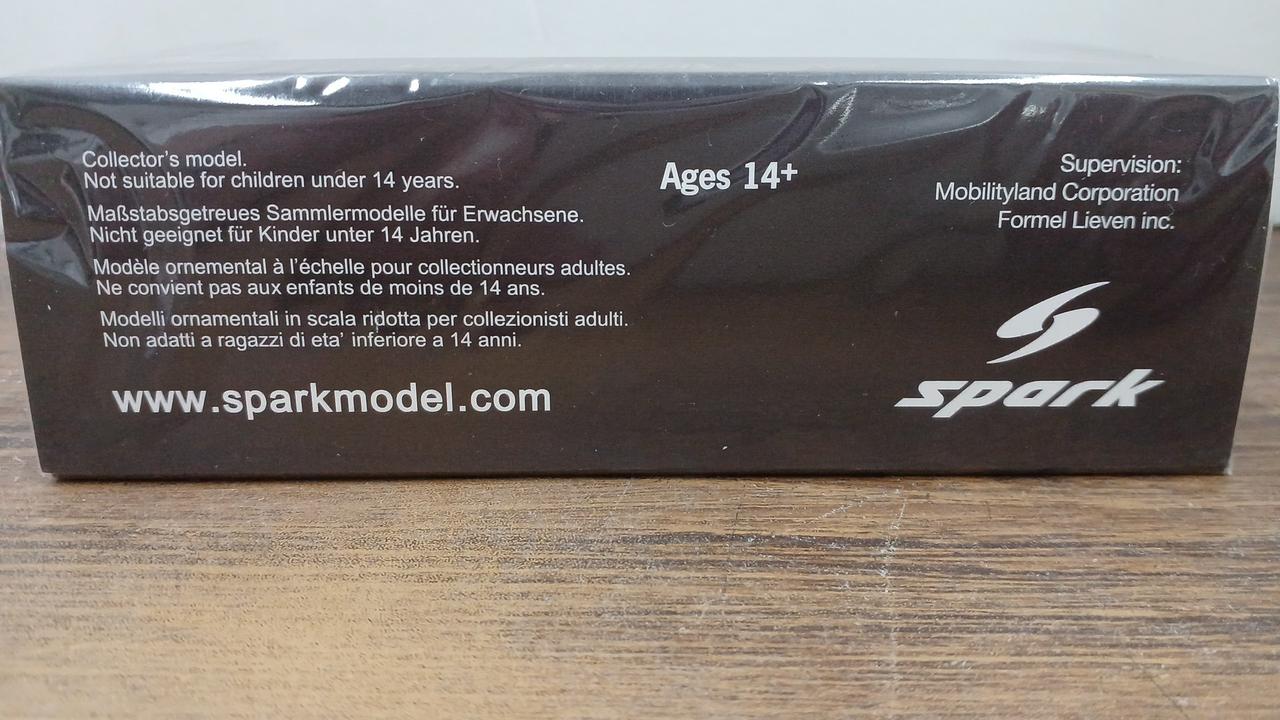 Collector's model.
Not suitable for children under 14 years.
Maßstabsgetreues Sammlermodelle für Erwachsene.
Nicht geeignet für Kinder unter 14 Jahren.
Modèle ornemental à l'échelle pour collectionneurs adultes.
Ne convient pas aux enfants de moins de 14 ans.
Modelli ornamentali in scala ridotta per collezionisti adulti.
Non adatti a ragazzi di eta' inferiore a 14 anni.
www.sparkmodel.com
Ages 14+
Supervision:
Mobilityland Corporation
Formel Lieven inc.
spark